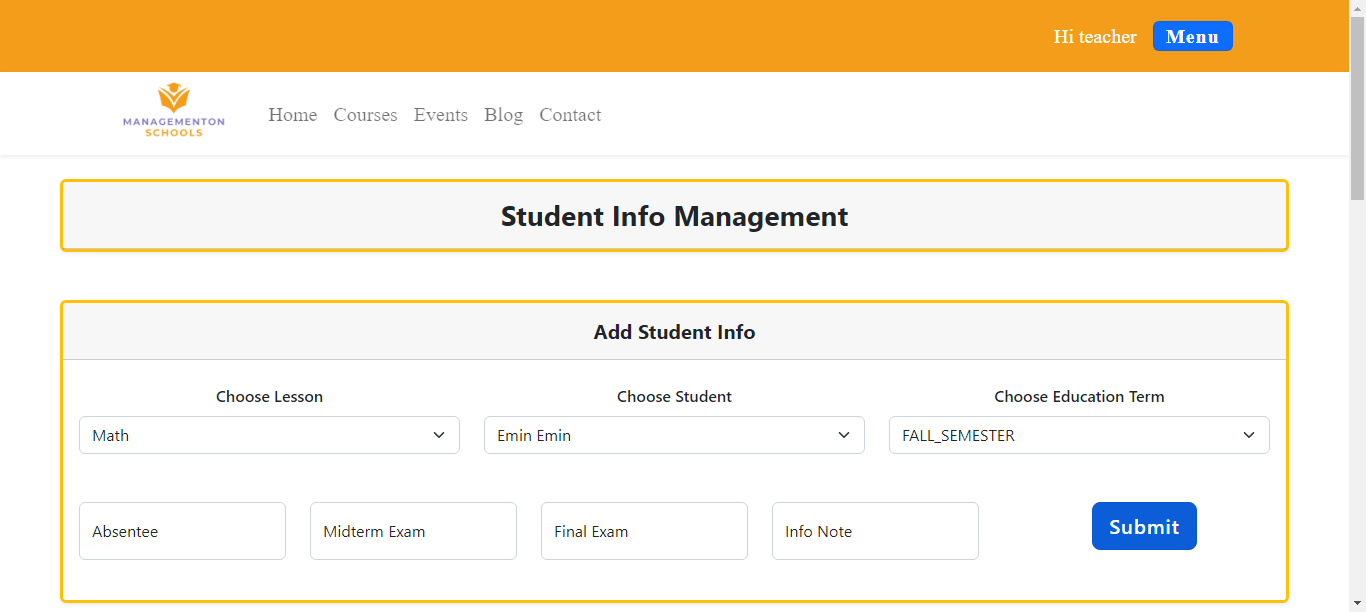 Hi teacher Menu
MANAGEMENTON
SCHOOLS
Home Courses Events Blog Contact
Student Info Management
Add Student Info
Choose Lesson Choose Student Choose Education Term
Math Emin Emin FALL_SEMESTER
Absentee Midterm Exam Final Exam Info Note Submit